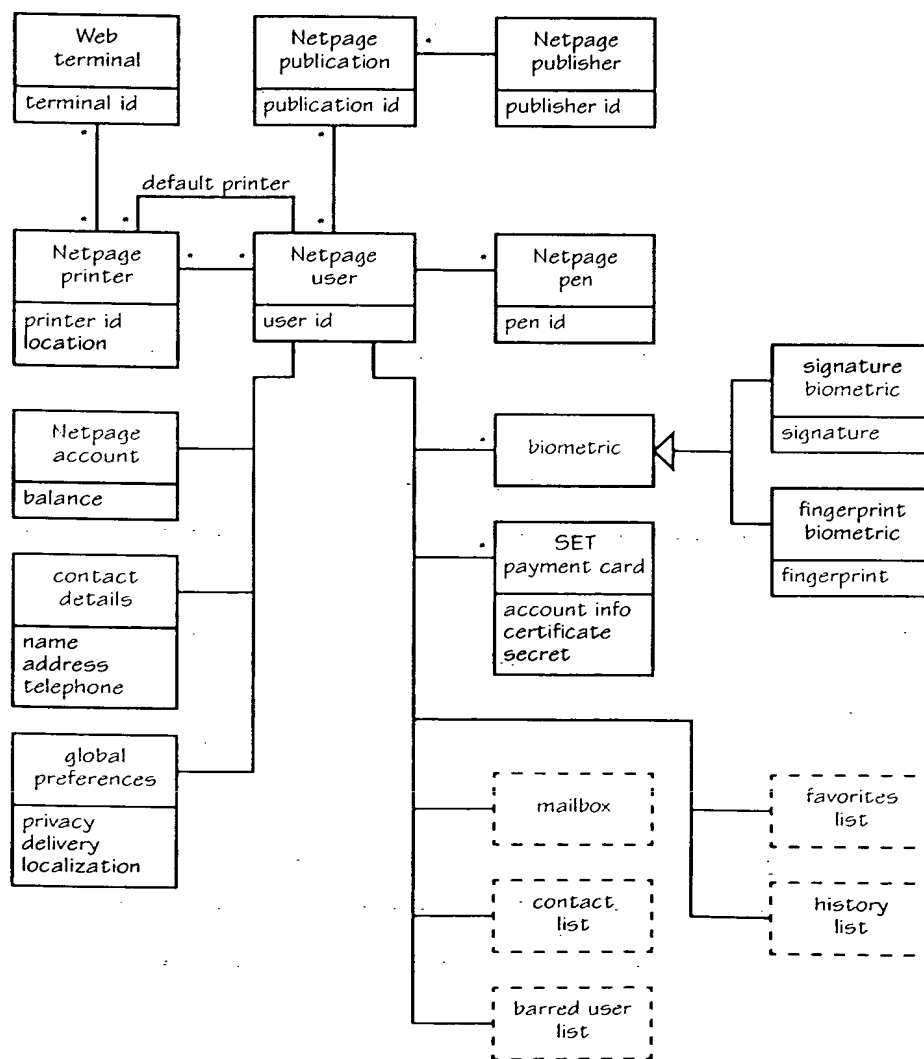 Web
terminal
terminal id
Netpage
publication
publication id
Netpage
publisher
publisher id
default printer
Netpage
printer
printer id
location
Netpage
user
user id
Netpage
pen
pen id
Netpage
account
balance
biometric
signature
biometric
signature
fingerprint
biometric
fingerprint
SET
payment card
account info
certificate
secret
contact
details
name
address
telephone
global
preferences
privacy
delivery
localization
mailbox
favorites
list
contact
list
history
list
barred user
list